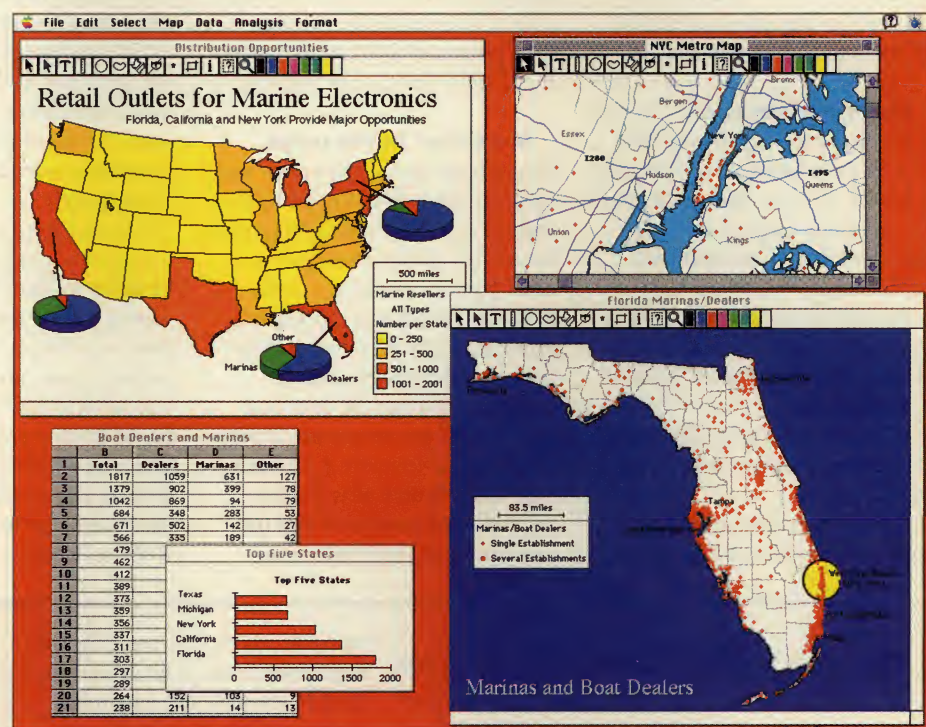 File Edit Select Map Data Analysis Format
Distribution Opportunities
Retail Outlets for Marine Electronics
Florida, California and New York Provide Major Opportunities
500 miles
Marine Resellers
All Types
Number per State
0 - 250
251 - 500
501 - 1000
1001 - 2001
Other
Marinas
Dealers
NYC Metro Map
Bronx
Bergen
Essex
New York
I280
I495
Hudson
Queens
Union
Kings
Florida Marinas/Dealers
Tampa
83.5 miles
Marinas/Boat Dealers
Single Establishment
Several Establishments
Marinas and Boat Dealers
Boat Dealers and Marinas
B C D E
1 Total Dealers Marinas Other
2 1817 1059 631 127
3 1379 902 399 78
4 1042 869 94 79
5 684 348 283 53
6 671 502 142 27
7 566 335 189 42
8 479
9 462
10 412
11 389
12 373
13 359
14 356
15 337
16 311
17 303
18 297
19 289
20 264 152 103 9
21 238 211 14 13
Top Five States
Top Five States
Texas
Michigan
New York
California
Florida
0 500 1000 1500 2000